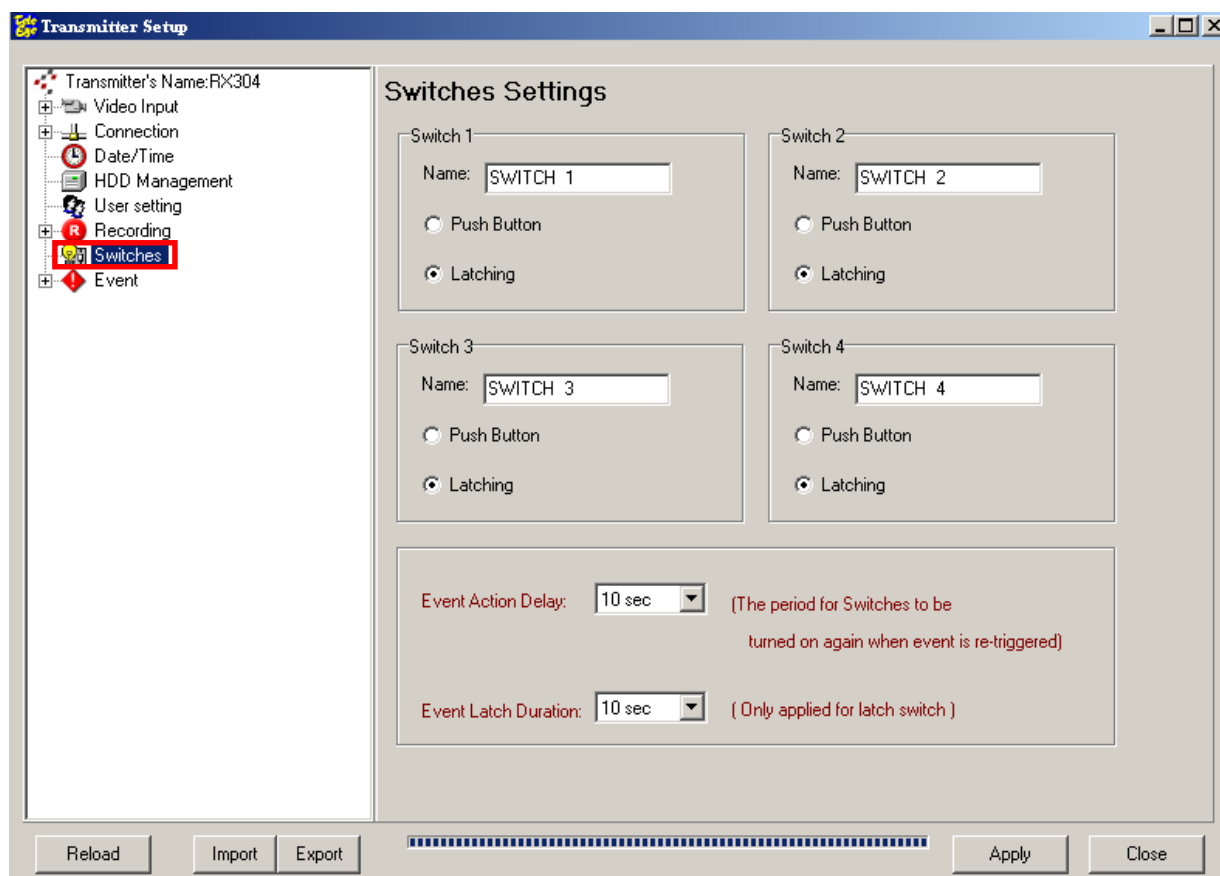 Tele Eye Transmitter Setup
Transmitter's Name:RX304
Video Input
Connection
Date/Time
HDD Management
User setting
R Recording
Switches
Event
Switches Settings
Switch 1
Name: SWITCH 1
Push Button
Latching
Switch 2
Name: SWITCH 2
Push Button
Latching
Switch 3
Name: SWITCH 3
Push Button
Latching
Switch 4
Name: SWITCH 4
Push Button
Latching
Event Action Delay: 10 sec (The period for Switches to be
turned on again when event is re-triggered)
Event Latch Duration: 10 sec ( Only applied for latch switch )
Reload Import Export Apply Close